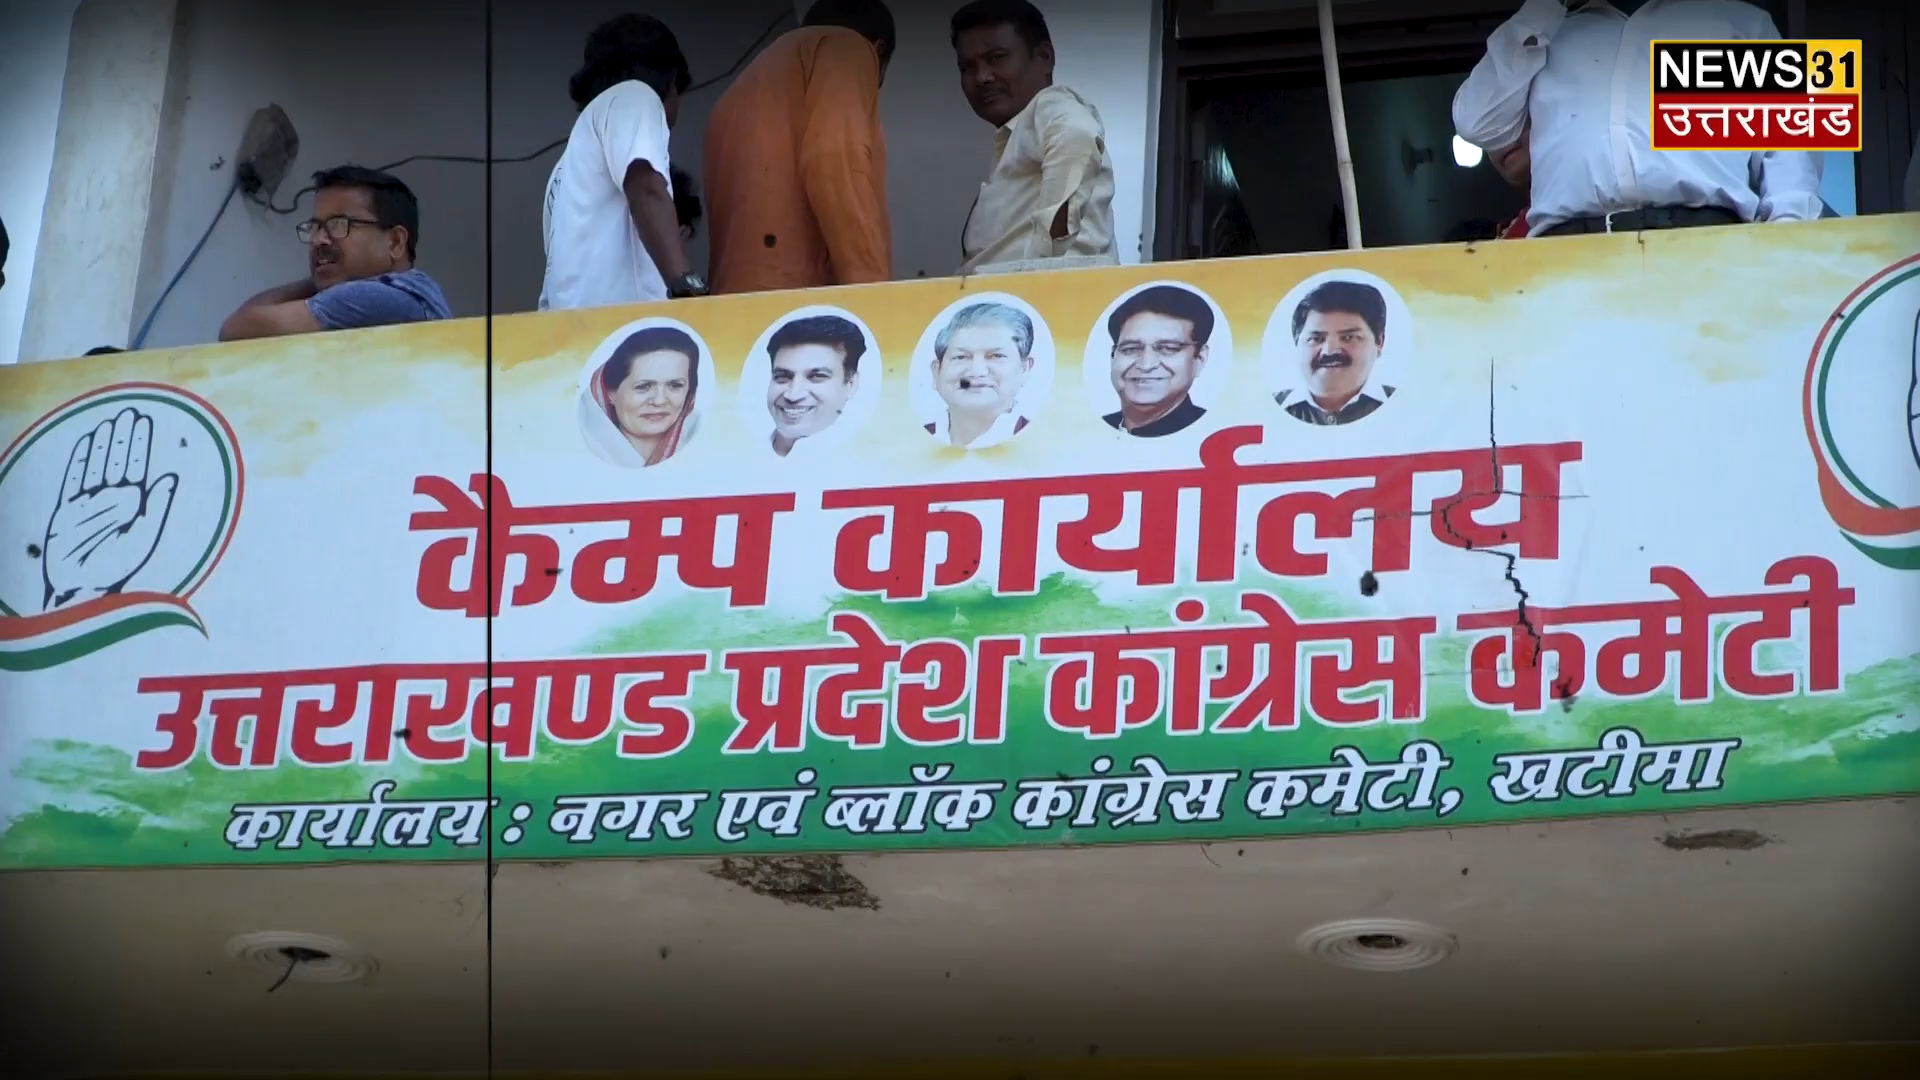 NEWS31
उत्तराखंड
कैम्प कार्यालय
उत्तराखण्ड प्रदेश कांग्रेस कमेटी
कार्यालय : नगर एवं ब्लॉक कांग्रेस कमेटी, खटीमा